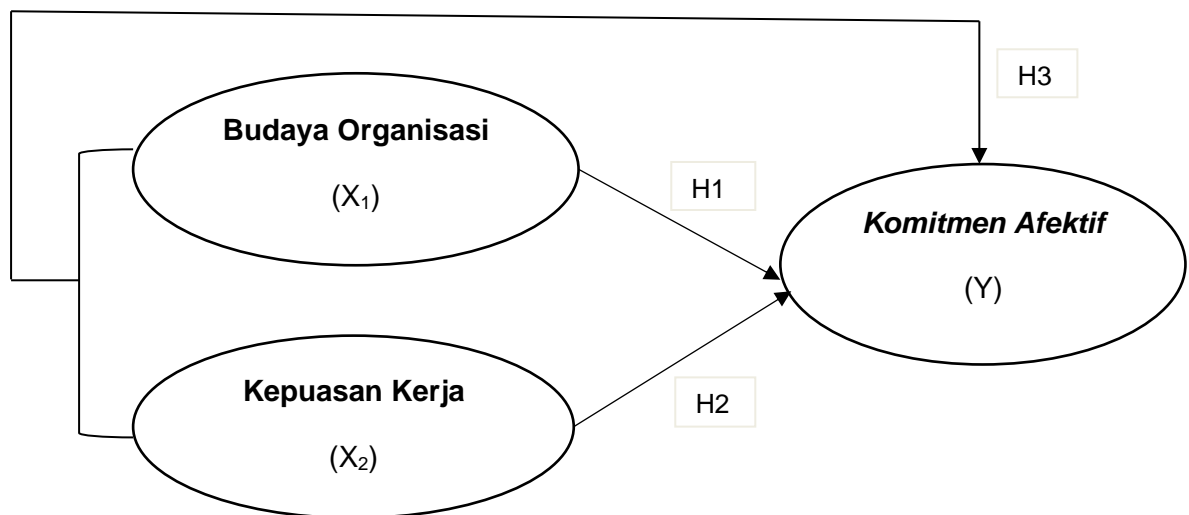 H3
Budaya Organisasi
(X₁)
H1
Komitmen Afektif
(Y)
Kepuasan Kerja
(X₂)
H2